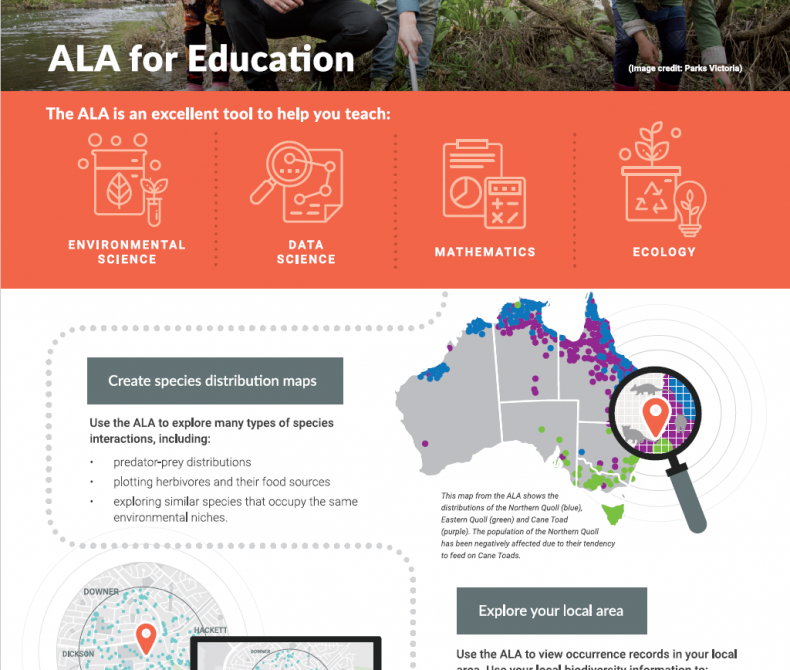 ALA for Education
(Image credit: Parks Victoria)
The ALA is an excellent tool to help you teach:
ENVIRONMENTAL
SCIENCE
DATA
SCIENCE
MATHEMATICS
ECOLOGY
Create species distribution maps
Use the ALA to explore many types of species
interactions, including:
• predator-prey distributions
• plotting herbivores and their food sources
• exploring similar species that occupy the same
environmental niches.
This map from the ALA shows the
distributions of the Northern Quoll (blue),
Eastern Quoll (green) and Cane Toad
(purple). The population of the Northern Quoll
has been negatively affected due to their tendency
to feed on Cane Toads.
DOWNER
HACKETT
DICKSON
DOWNER
Explore your local area
Use the ALA to view occurrence records in your local
area. Use your local biodiversity information to: